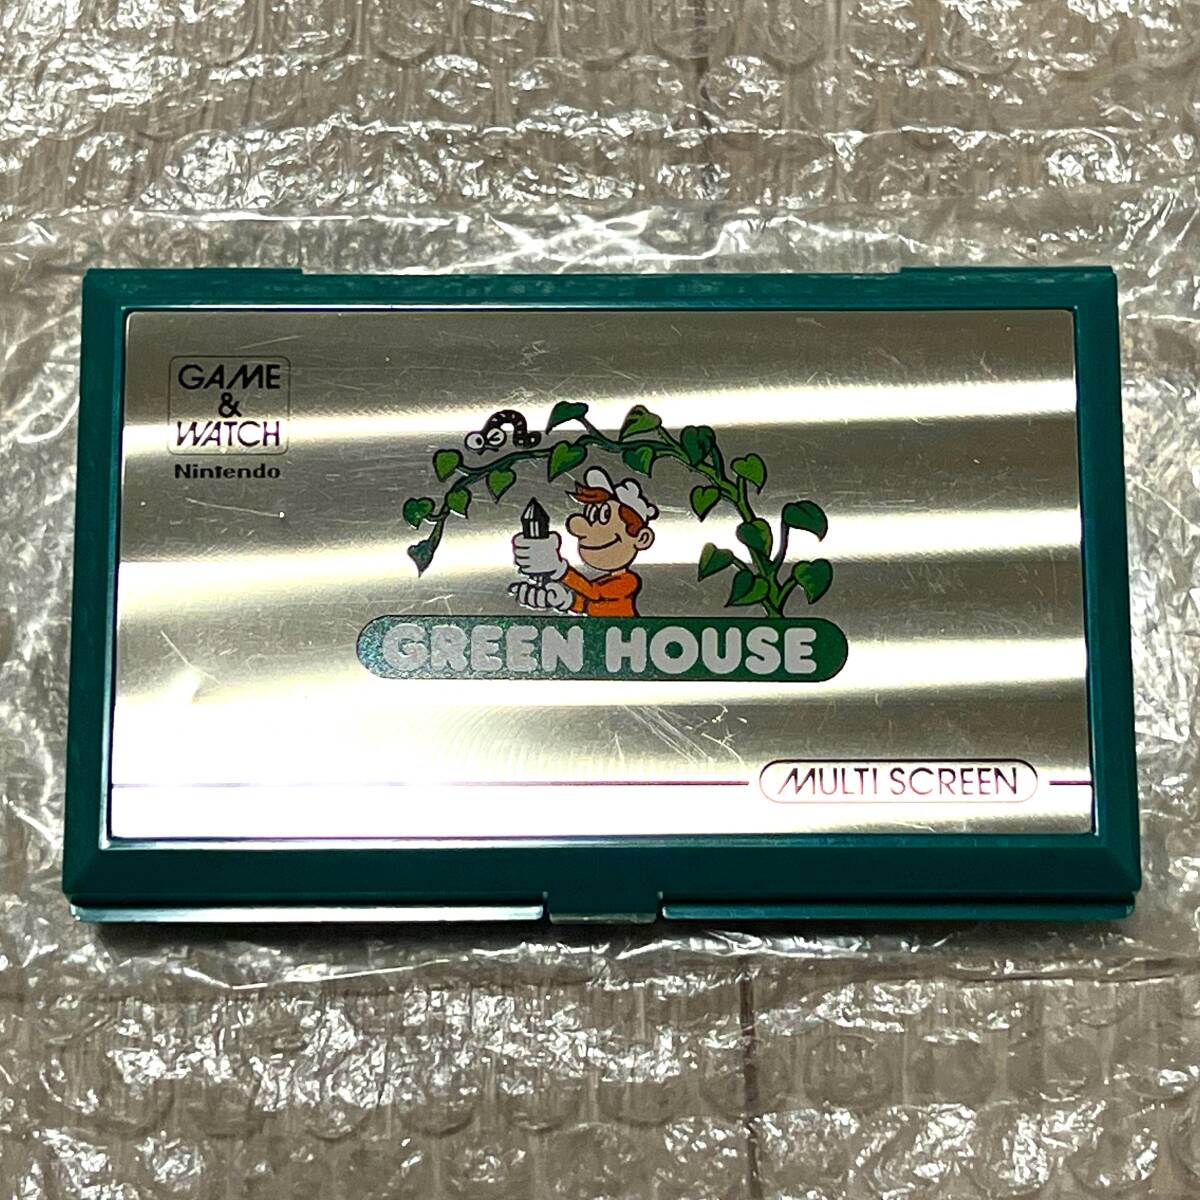 GAME
&
WATCH
Nintendo
GREEN HOUSE
MULTI SCREEN